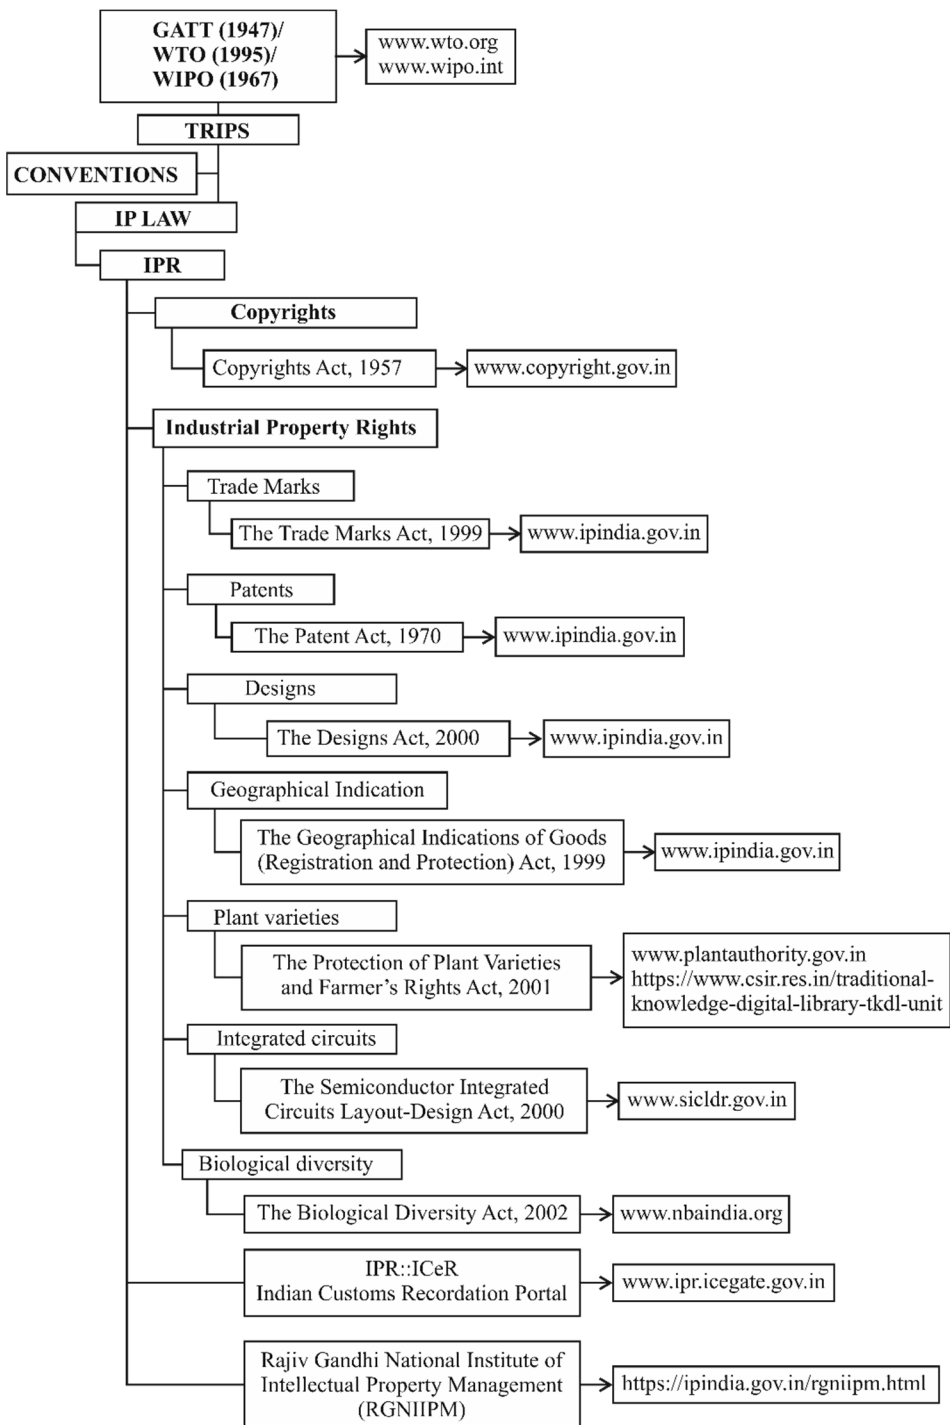 GATT (1947)/
WTO (1995)/
WIPO (1967)
www.wto.org
www.wipo.int
TRIPS
CONVENTIONS
IP LAW
IPR
Copyrights
Copyrights Act, 1957
www.copyright.gov.in
Industrial Property Rights
Trade Marks
The Trade Marks Act, 1999
www.ipindia.gov.in
Patents
The Patent Act, 1970
www.ipindia.gov.in
Designs
The Designs Act, 2000
www.ipindia.gov.in
Geographical Indication
The Geographical Indications of Goods
(Registration and Protection) Act, 1999
www.ipindia.gov.in
Plant varieties
The Protection of Plant Varieties
and Farmer's Rights Act, 2001
www.plantauthority.gov.in
https://www.csir.res.in/traditional-
knowledge-digital-library-tkdl-unit
Integrated circuits
The Semiconductor Integrated
Circuits Layout-Design Act, 2000
www.sicldr.gov.in
Biological diversity
The Biological Diversity Act, 2002
www.nbaindia.org
IPR::ICeR
Indian Customs Recordation Portal
www.ipr.icegate.gov.in
Rajiv Gandhi National Institute of
Intellectual Property Management
(RGNIIPM)
https://ipindia.gov.in/rgniipm.html